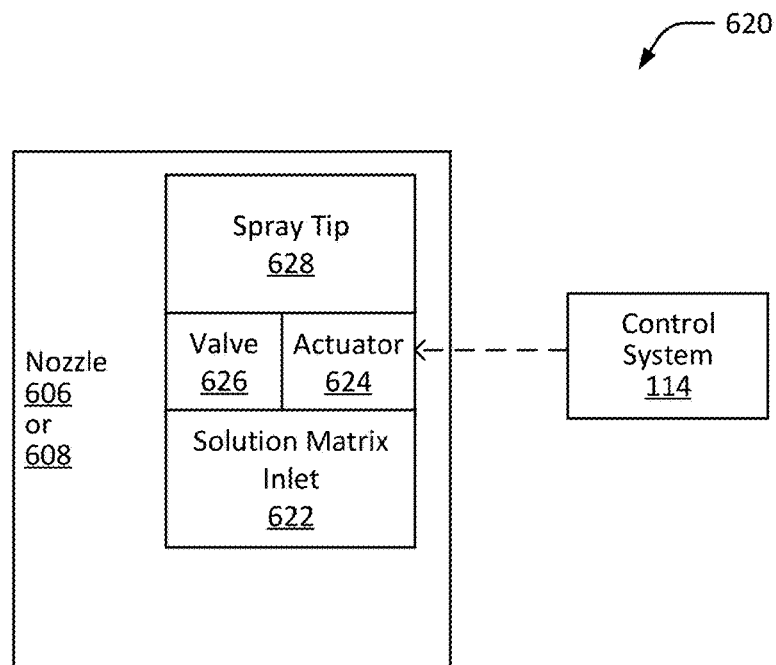 620
Spray Tip
628
Valve
626
Actuator
624
Nozzle
606
or
608
Solution Matrix
Inlet
622
Control
System
114